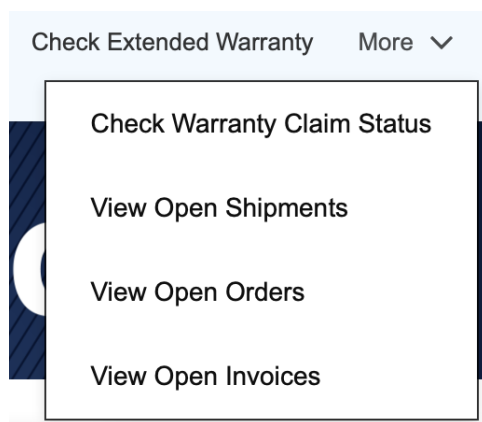 Check Extended Warranty More
Check Warranty Claim Status
View Open Shipments
View Open Orders
View Open Invoices